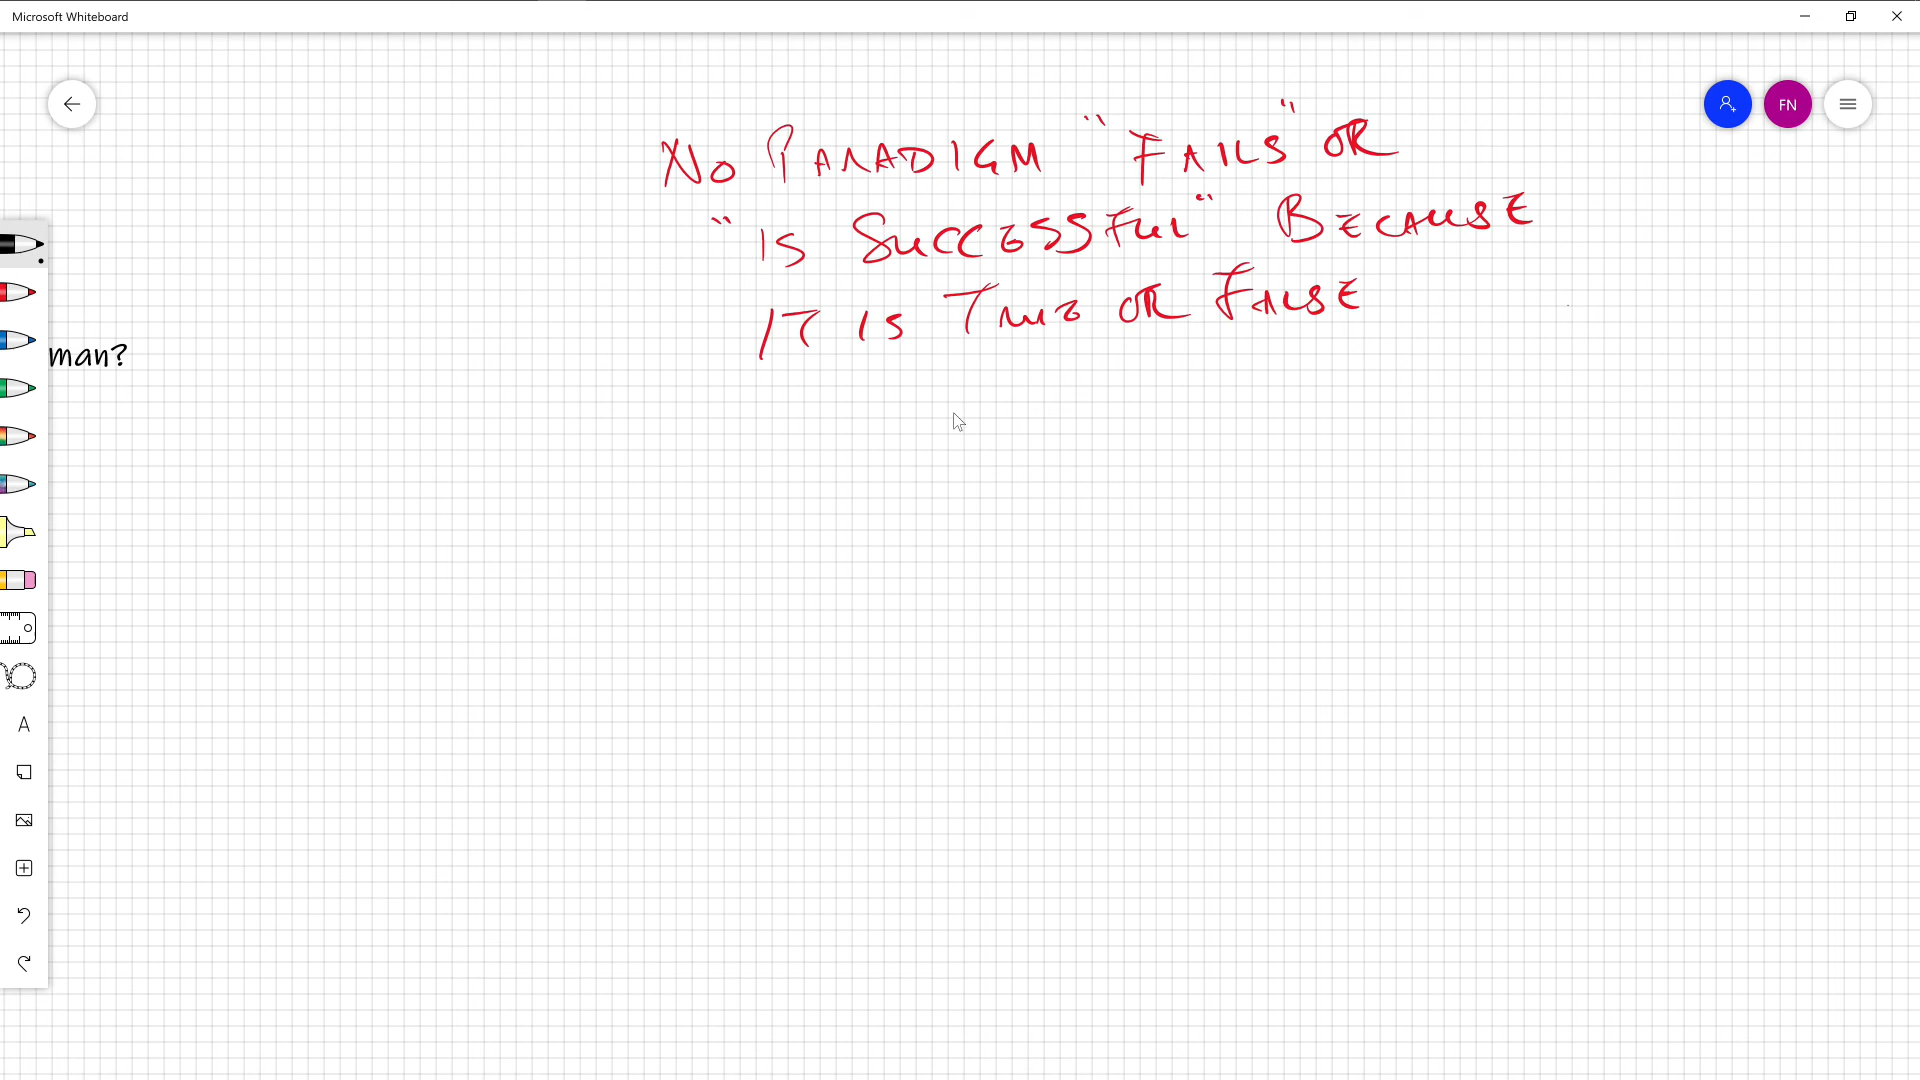 Microsoft Whiteboard
FN
No PARADIGM "FAILS" OR
"IS SUCCESSFUL" BECAUSE
IT IS TRUE OR FALSE
man?
A